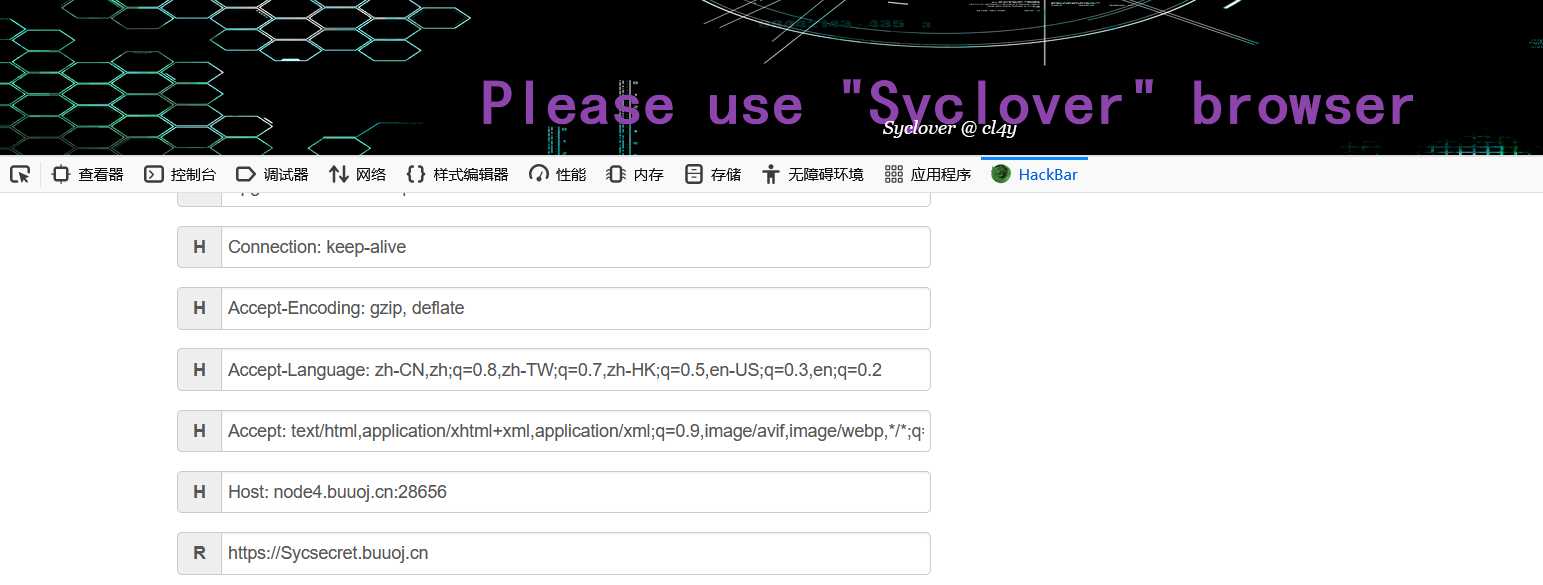 Please use "Syclover" browser
Syclover @ cl4y
查看器 控制台 调试器 网络 样式编辑器 性能 内存 存储 无障碍环境 应用程序 HackBar
H Connection: keep-alive
H Accept-Encoding: gzip, deflate
H Accept-Language: zh-CN,zh;q=0.8,zh-TW;q=0.7,zh-HK;q=0.5,en-US;q=0.3,en;q=0.2
H Accept: text/html,application/xhtml+xml,application/xml;q=0.9,image/avif,image/webp,*/*;q=
H Host: node4.buuoj.cn:28656
R https://Sycsecret.buuoj.cn